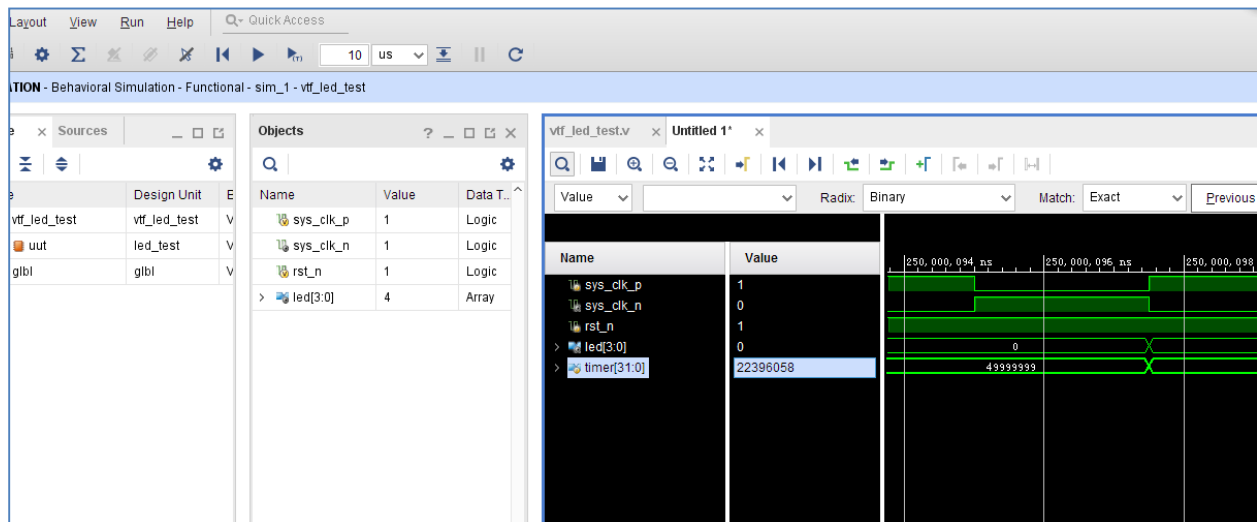 Layout View Run Help Quick Access
10 us
ATION - Behavioral Simulation - Functional - sim_1 - vtf_led_test
Sources
Design Unit
vtf_led_test vtf_led_test V
uut led_test V
glbl glbl V
Objects ?
Name Value Data T..
sys_clk_p 1 Logic
sys_clk_n 1 Logic
rst_n 1 Logic
led[3:0] 4 Array
vtf_led_test.v Untitled 1*
Value Radix: Binary Match: Exact Previous
Name Value
250,000,094 ns 250,000,096 ns 250,000,098
sys_clk_p 1
sys_clk_n 0
rst_n 1
led[3:0] 0 0
timer[31:0] 22396058 49999999